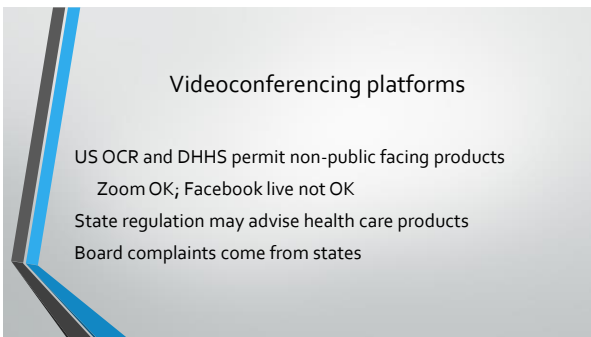 Videoconferencing platforms
US OCR and DHHS permit non-public facing products
Zoom OK; Facebook live not OK
State regulation may advise health care products
Board complaints come from states